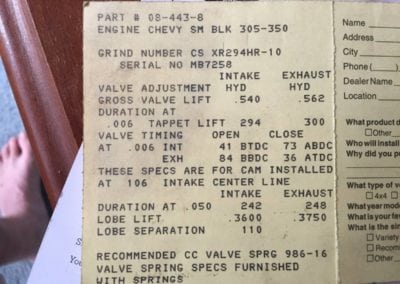 PART # 08-443-8
ENGINE CHEVY SM BLK 305-350
GRIND NUMBER CS XR294HR-10
SERIAL NO MB7258
INTAKE EXHAUST
VALVE ADJUSTMENT HYD HYD
GROSS VALVE LIFT .540 .562
DURATION AT
.006 TAPPET LIFT 294 300
VALVE TIMING OPEN CLOSE
AT .006 INT 41 BTDC 73 ABDC
EXH 84 BBDC 36 ATDC
THESE SPECS ARE FOR CAM INSTALLED
AT 106 INTAKE CENTER LINE
INTAKE EXHAUST
DURATION AT .050 242 248
LOBE LIFT .3600 .3750
LOBE SEPARATION 110
RECOMMENDED CC VALVE SPRG 986-16
VALVE SPRING SPECS FURNISHED
WITH SPRINGS
Name
Address
City
Phone (
Dealer Name
Location
What product d
Other
Who will install
Why did you pu
What type of v
4x4
What year mode
What is your fav
What is the sin
Variety
Recom
Other